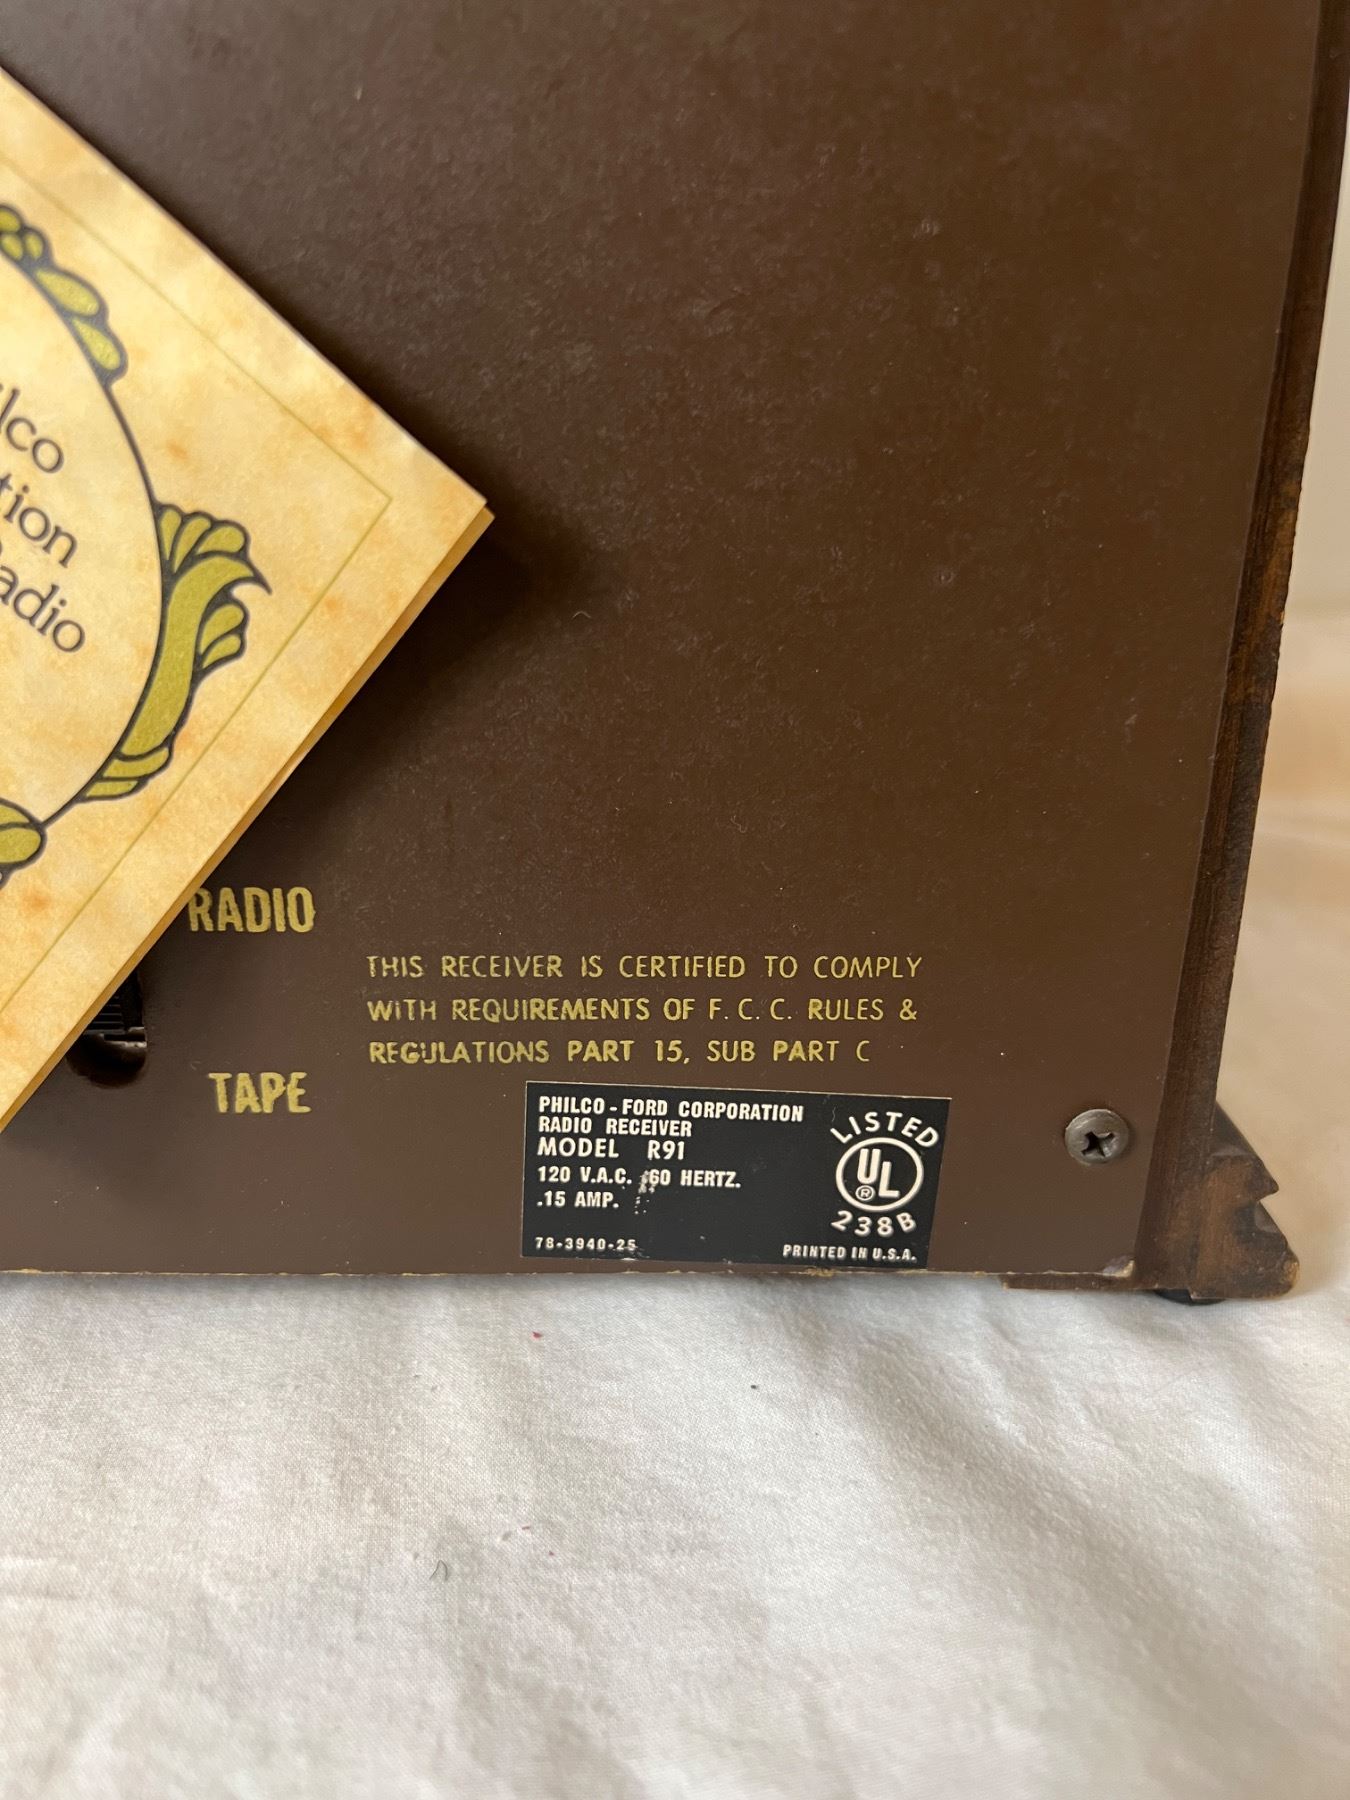 lco
tion
adio
RADIO
THIS RECEIVER IS CERTIFIED TO COMPLY
WITH REQUIREMENTS OF F. C. C. RULES &
REGULATIONS PART 15, SUB PART C
TAPE
PHILCO - FORD CORPORATION
RADIO RECEIVER
MODEL R91
120 V.A.C. 60 HERTZ.
.15 AMP.
78-3940-25
LISTED
UL
®
238B
PRINTED IN U.S.A.